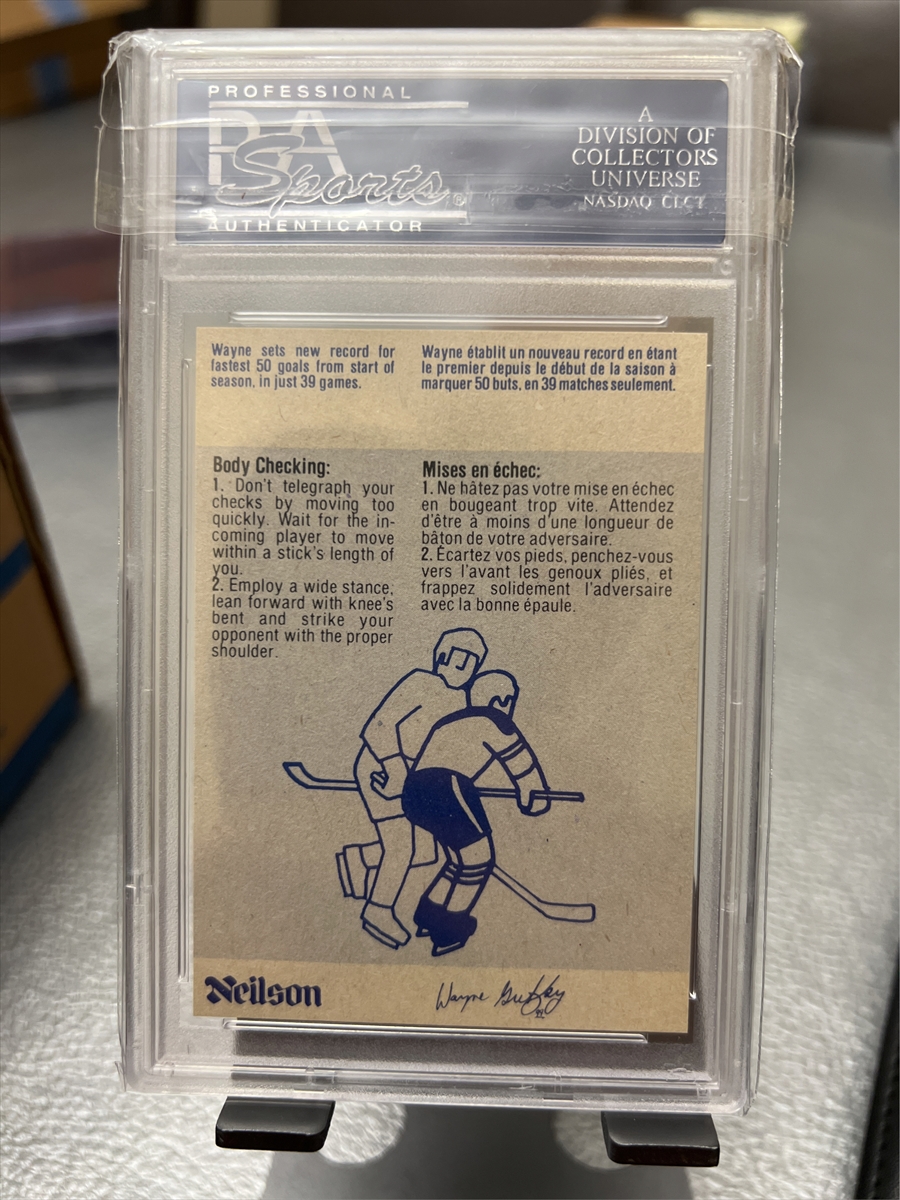 PROFESSIONAL
PSA
Sports®
AUTHENTICATOR
A
DIVISION OF
COLLECTORS
UNIVERSE
NASDAQ CLCT
Wayne sets new record for
fastest 50 goals from start of
season, in just 39 games.
Wayne établit un nouveau record en étant
le premier depuis le début de la saison à
marquer 50 buts, en 39 matches seulement.
Body Checking:
1. Don't telegraph your
checks by moving too
quickly. Wait for the in-
coming player to move
within a stick's length of
you.
2. Employ a wide stance,
lean forward with knee's
bent and strike your
opponent with the proper
shoulder.
Mises en échec:
1. Ne hâtez pas votre mise en échec
en bougeant trop vite. Attendez
d'être à moins d'une longueur de
bâton de votre adversaire.
2. Écartez vos pieds, penchez-vous
vers l'avant les genoux pliés, et
frappez solidement l'adversaire
avec la bonne épaule.
Neilson
Wayne Gretzky
99